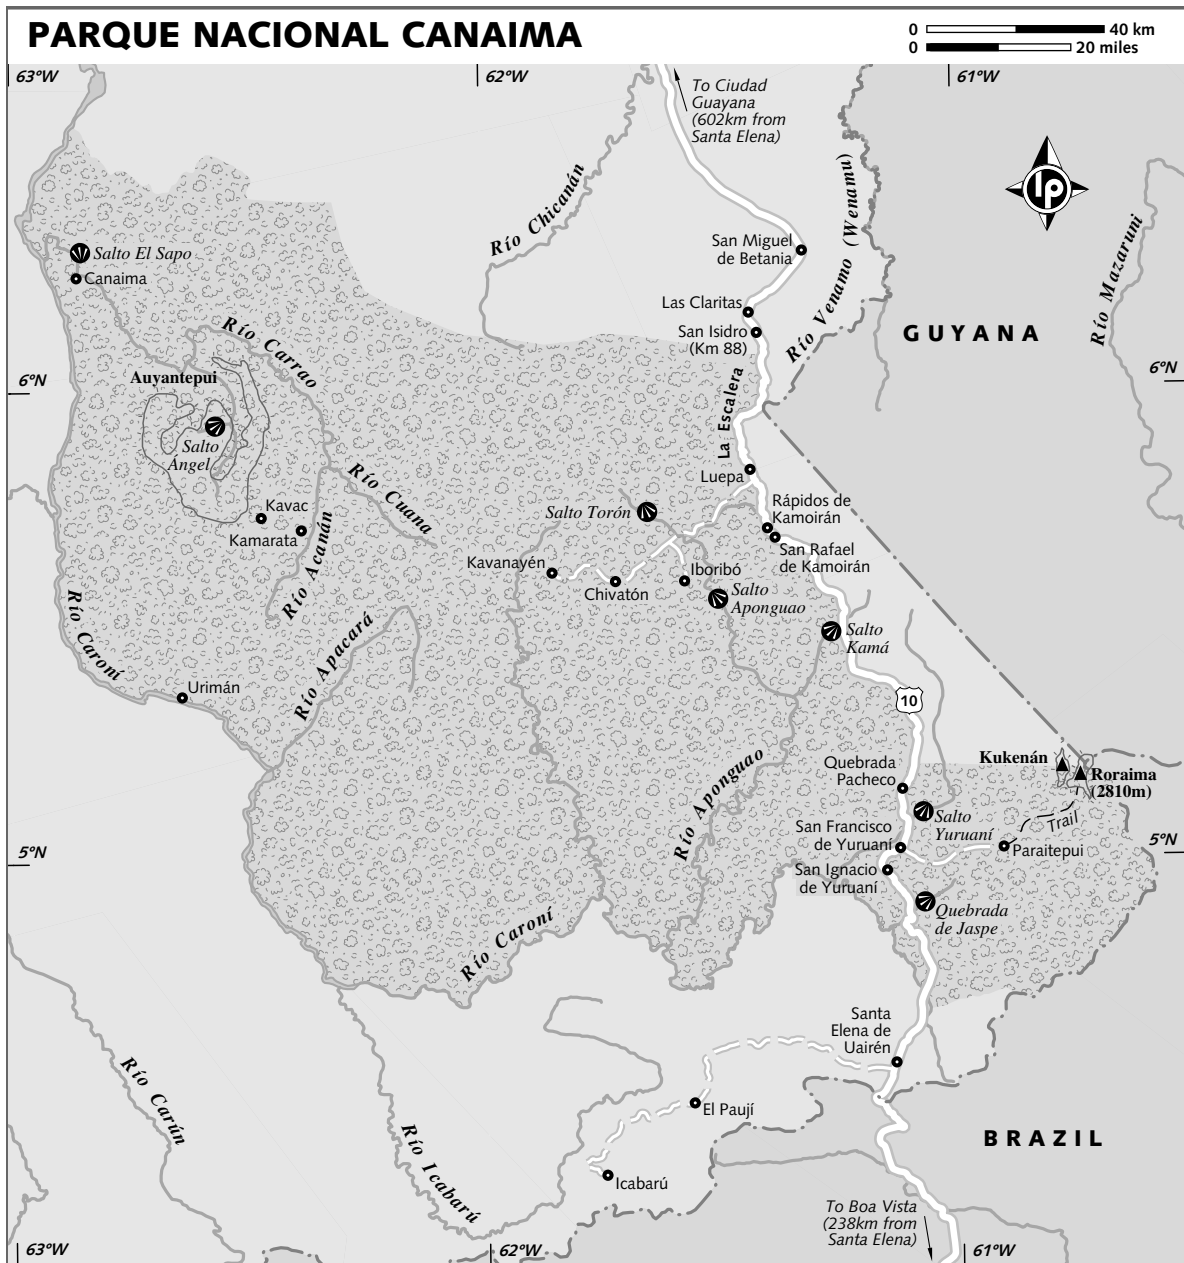 PARQUE NACIONAL CANAIMA
0 40 km
0 20 miles
63°W
62°W
61°W
To Ciudad
Guayana
(602km from
Santa Elena)
lp
Río Chicanán
Río Venamo (Wenamu)
Río Mazaruni
San Miguel
de Betania
Salto El Sapo
Canaima
Las Claritas
San Isidro
(Km 88)
GUYANA
Río Carrao
6°N
6°N
Auyantepui
La Escalera
Salto
Ángel
Luepa
Río Cuana
Kavac
Kamarata
Río Acanán
Salto Torón
Rápidos de
Kamoirán
San Rafael
de Kamoirán
Kavanayén
Chivatón
Iboribó
Salto
Aponguao
Salto
Kamá
Río Caroní
Río Apacará
Urimán
10
Río Aponguao
Quebrada
Pacheco
Kukenán
Roraima
(2810m)
Salto
Yuruaní
Trail
San Francisco
de Yuruaní
Paraitepui
5°N
5°N
San Ignacio
de Yuruaní
Quebrada
de Jaspe
Río Caroní
Santa
Elena de
Uairén
Río Carún
El Paují
Río Icabarú
Icabarú
BRAZIL
To Boa Vista
(238km from
Santa Elena)
63°W
62°W
61°W